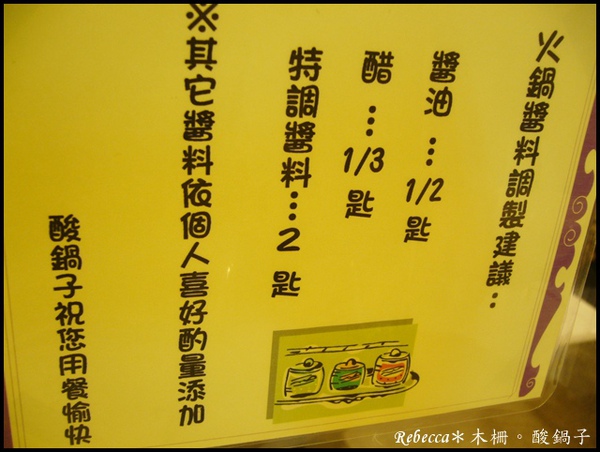 火鍋醬料調製建議：
醬油…1/2匙
醋…1/3匙
特調醬料…2匙
※其它醬料依個人喜好酌量添加
酸鍋子祝您用餐愉快
Rebecca＊木柵。酸鍋子